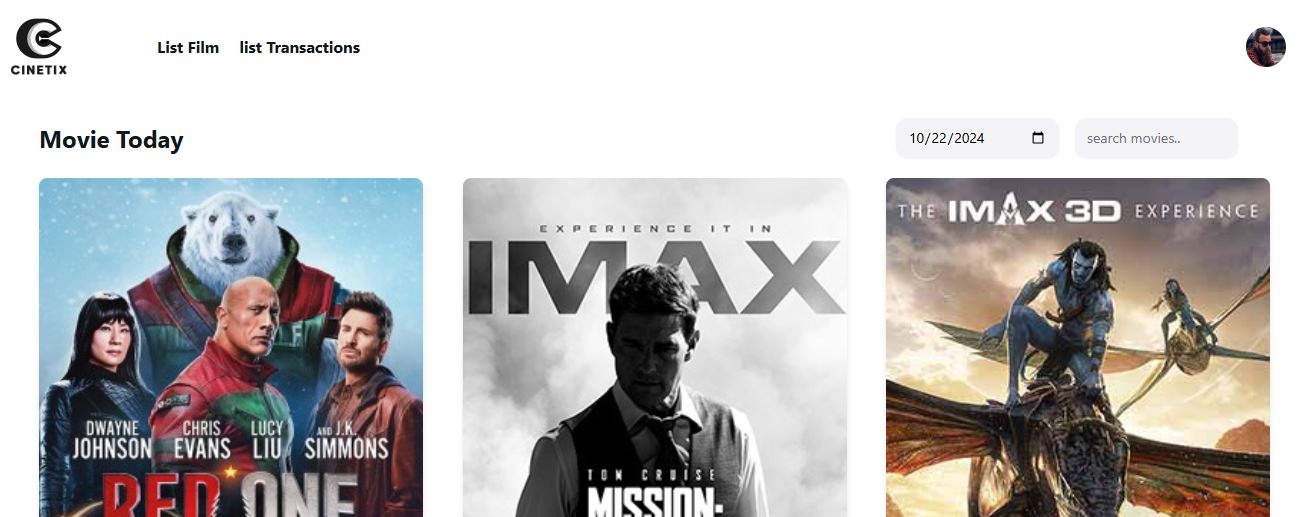 CINETIX
List Film
list Transactions
Movie Today
10/22/2024
search movies..
DWAYNE JOHNSON
CHRIS EVANS
LUCY LIU
AND J.K. SIMMONS
RED ONE
EXPERIENCE IT IN
IMAX
TOM CRUISE
MISSION:
THE IMAX 3D EXPERIENCE